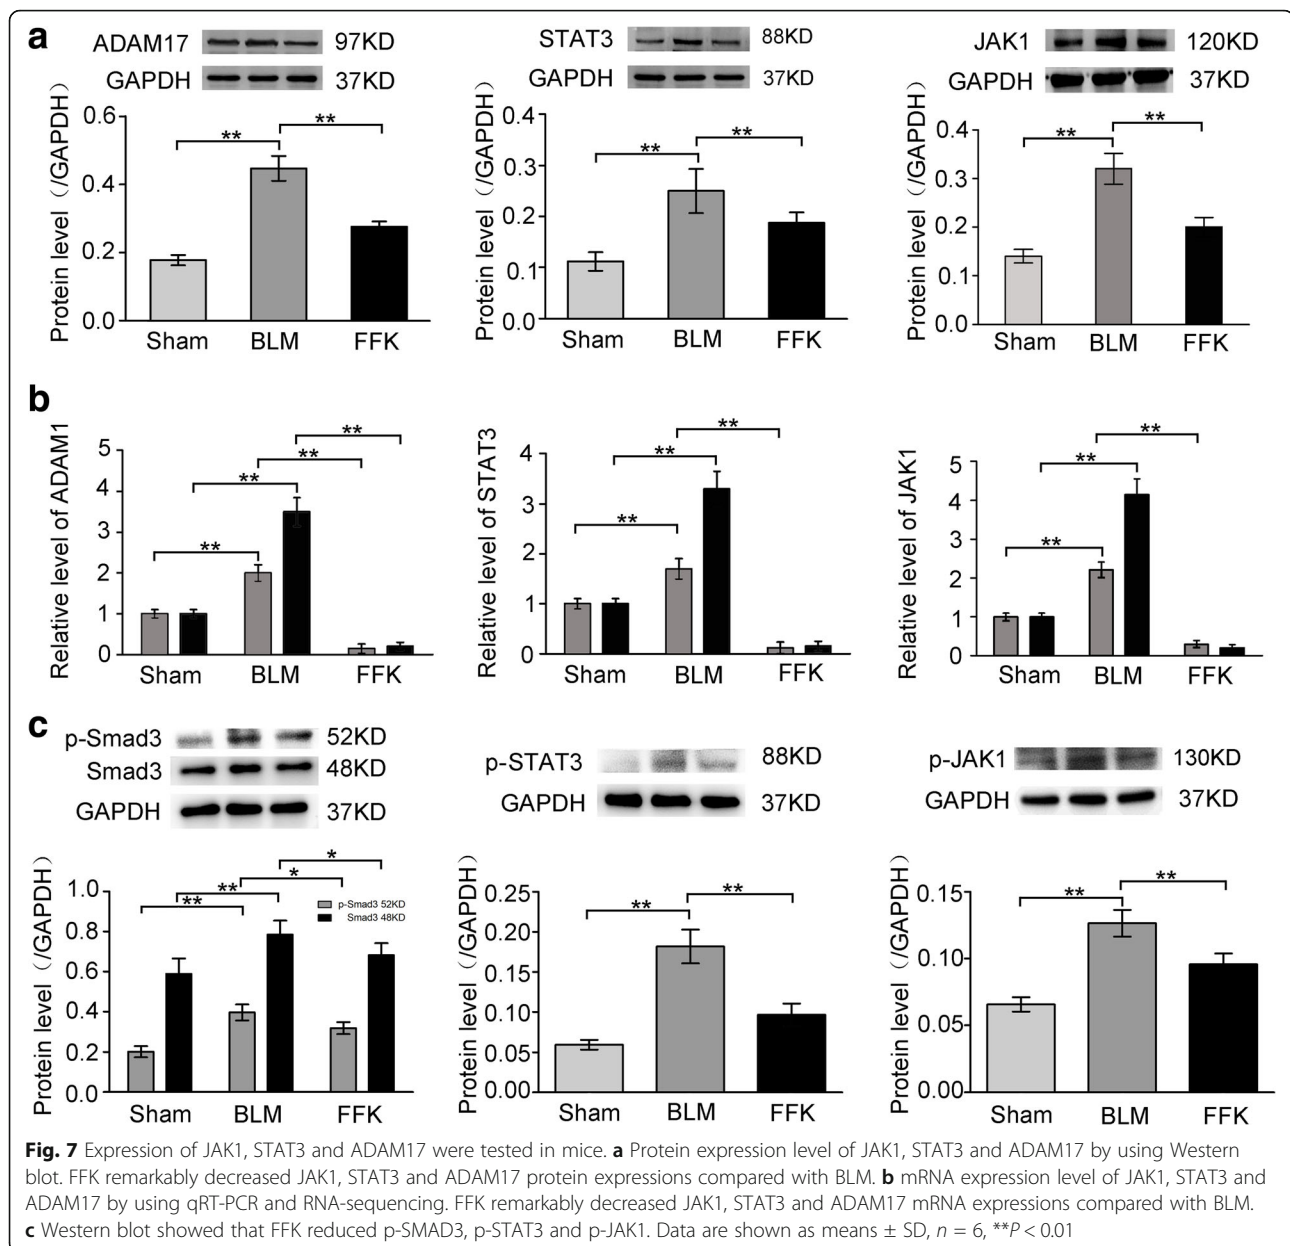 a
ADAM17 97KD
GAPDH 37KD
Protein level（/GAPDH）
0.6
0.4
0.2
0.0
** **
Sham BLM FFK
STAT3 88KD
GAPDH 37KD
Protein level（/GAPDH）
0.4
0.3
0.2
0.1
0.0
** **
Sham BLM FFK
JAK1 120KD
GAPDH 37KD
Protein level（/GAPDH）
0.4
0.3
0.2
0.1
0.0
** **
Sham BLM FFK
b
Relative level of ADAM1
5
4
3
2
1
0
**
**
**
**
Sham BLM FFK
Relative level of STAT3
4
3
2
1
0
**
**
**
Sham BLM FFK
Relative level of JAK1
5
4
3
2
1
0
**
**
**
Sham BLM FFK
c
p-Smad3 52KD
Smad3 48KD
GAPDH 37KD
Protein level（/GAPDH）
1.0
0.8
0.6
0.4
0.2
0.0
*
** *
**
p-Smad3 52KD
Smad3 48KD
Sham BLM FFK
p-STAT3 88KD
GAPDH 37KD
Protein level（/GAPDH）
0.25
0.20
0.15
0.10
0.05
0.00
** **
Sham BLM FFK
p-JAK1 130KD
GAPDH 37KD
Protein level（/GAPDH）
0.15
0.10
0.05
0.00
** **
Sham BLM FFK
Fig. 7 Expression of JAK1, STAT3 and ADAM17 were tested in mice. a Protein expression level of JAK1, STAT3 and ADAM17 by using Western
blot. FFK remarkably decreased JAK1, STAT3 and ADAM17 protein expressions compared with BLM. b mRNA expression level of JAK1, STAT3 and
ADAM17 by using qRT-PCR and RNA-sequencing. FFK remarkably decreased JAK1, STAT3 and ADAM17 mRNA expressions compared with BLM.
c Western blot showed that FFK reduced p-SMAD3, p-STAT3 and p-JAK1. Data are shown as means ± SD, n = 6, **P < 0.01